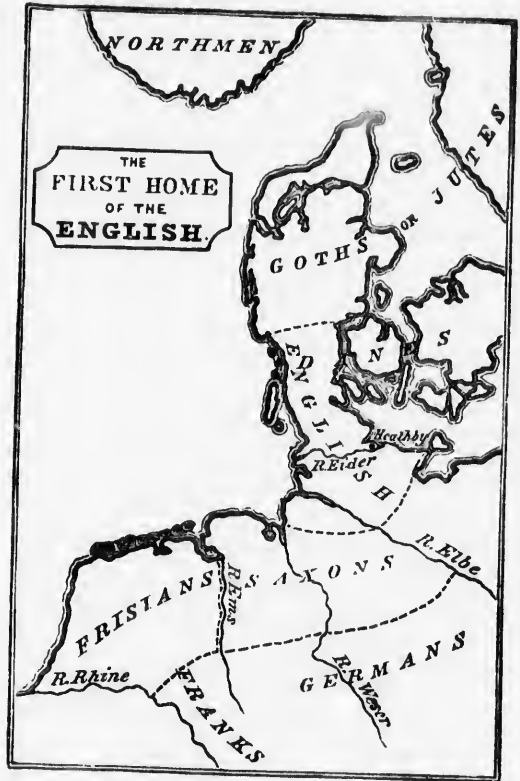 NORTHMEN
THE
FIRST HOME
OF THE
ENGLISH.
GOTHS OR JUTES
D N E S
ENGLISH
Heathby
R. Eider
R. Elbe
SAXONS
FRISIANS
R. Ems
GERMANS
R. Rhine
R. Weser
FRANKS